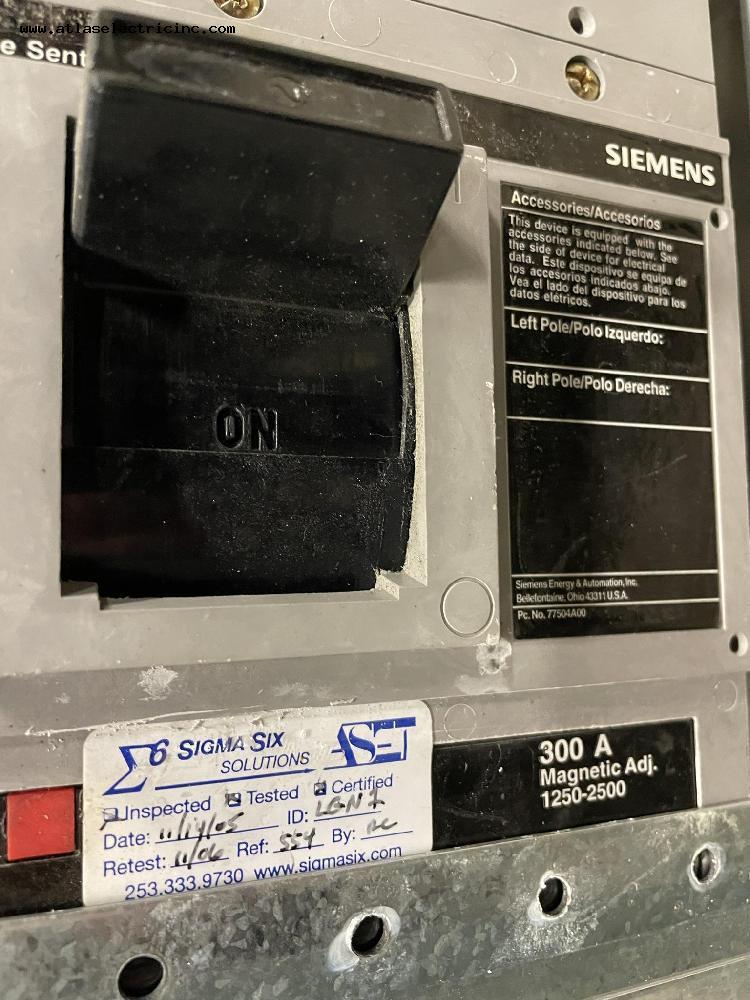 www.atlaselectricinc.com
e Sent
SIEMENS
Accessories/Accesorios
This device is equipped with the
accessories indicated below. See
the side of device for electrical
data. Este dispositivo se equipa de
los accesorios indicados abajo.
Vea el lado del dispositivo para los
datos elétricos.
Left Pole/Polo Izquerdo:
Right Pole/Polo Derecha:
ON
Siemens Energy & Automation, Inc.
Bellefontaine, Ohio 43311 U.S.A.
Pc. No. 77504A00
Σ6 SIGMA SIX
SOLUTIONS
ASET
Inspected Tested Certified
Date: 11/14/05 ID:
Retest: 11/06 Ref: 554 By:
253.333.9730 www.sigmasix.com
300 A
Magnetic Adj.
1250-2500